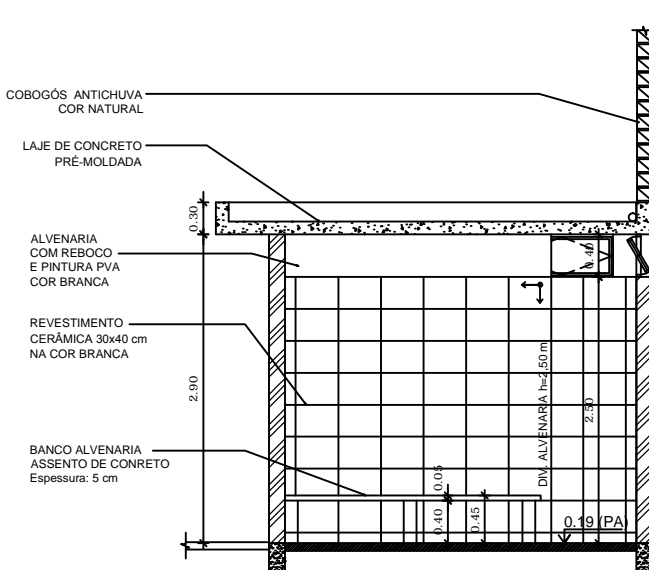 COBOGÓS ANTICHUVA
COR NATURAL
LAJE DE CONCRETO
PRÉ-MOLDADA
0.30
ALVENARIA
COM REBOCO
E PINTURA PVA
COR BRANCA
0.40
REVESTIMENTO
CERÂMICA 30x40 cm
NA COR BRANCA
2.90
DIV. ALVENARIA h=2,50 m
2.50
BANCO ALVENARIA
ASSENTO DE CONRETO
Espessura: 5 cm
0.05
0.40
0.45
0.19 (PA)